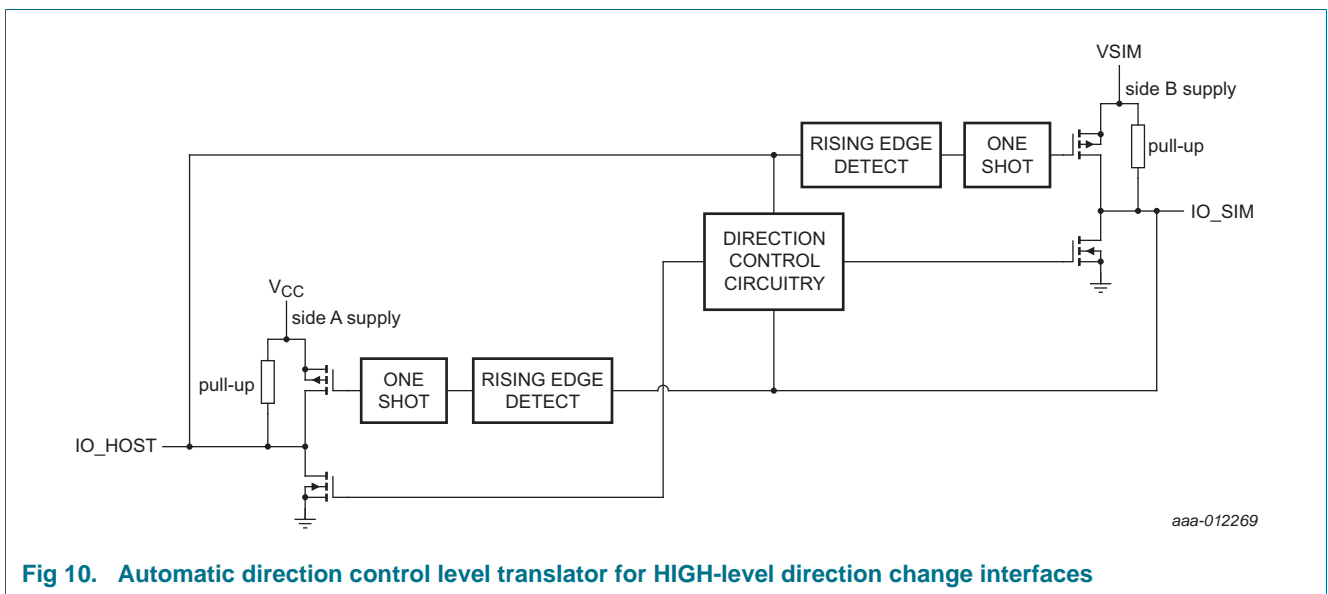 VSIM
side B supply
RISING EDGE
DETECT
ONE
SHOT
pull-up
IO_SIM
DIRECTION
CONTROL
CIRCUITRY
VCC
side A supply
pull-up
ONE
SHOT
RISING EDGE
DETECT
IO_HOST
aaa-012269
Fig 10. Automatic direction control level translator for HIGH-level direction change interfaces